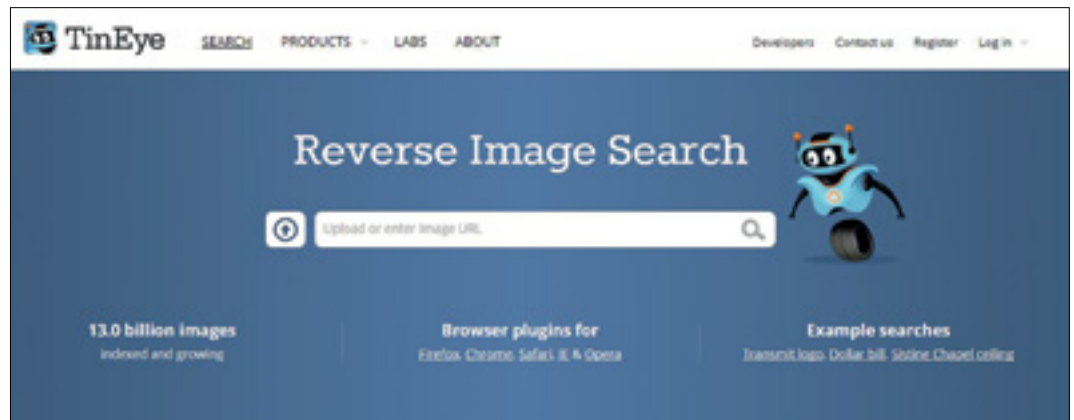 TinEye SEARCH PRODUCTS LABS ABOUT Developers Contact us Register Log in
Reverse Image Search
Upload or enter Image URL
13.0 billion images Browser plugins for Example searches
indexed and growing Firefox, Chrome, Safari, IE & Opera Transmit logo, Dollar bill, Sistine Chapel ceiling